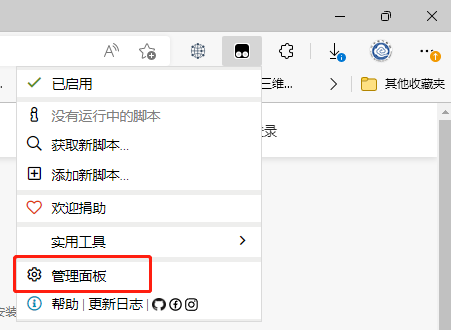 三维...
其他收藏夹
已启用
没有运行中的脚本
录
获取新脚本...
添加新脚本...
欢迎捐助
实用工具
管理面板
安装
帮助 | 更新日志 |